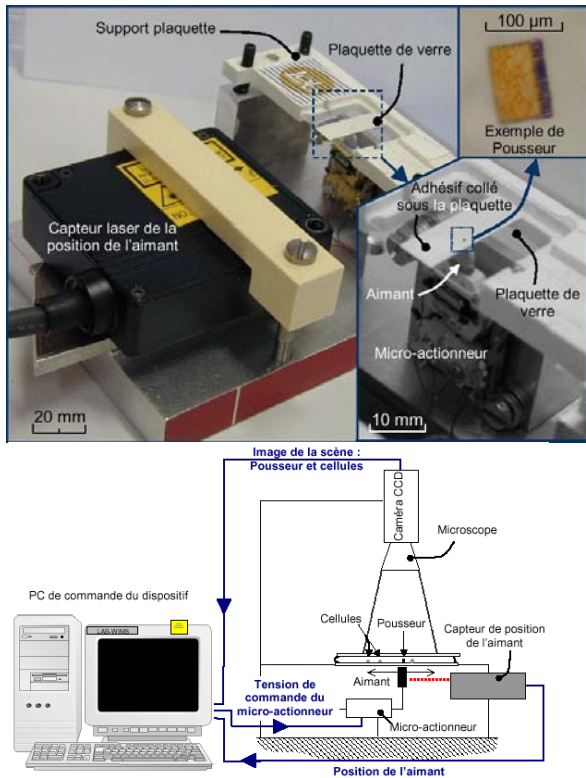 Support plaquette
Plaquette de verre
100 µm
Exemple de
Pousseur
Capteur laser de la
position de l'aimant
Adhésif collé
sous la plaquette
Aimant
Plaquette de
verre
Micro-actionneur
20 mm
10 mm
Image de la scène :
Pousseur et cellules
Caméra CCD
Microscope
PC de commande du dispositif
LAB-WIMS
Cellules
Pousseur
Capteur de position
de l'aimant
Aimant
Tension de
commande du
micro-actionneur
Micro-actionneur
Position de l'aimant